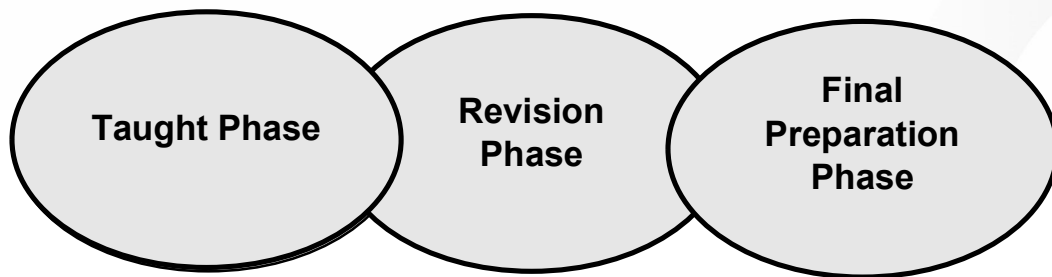 Taught Phase
Revision
Phase
Final
Preparation
Phase